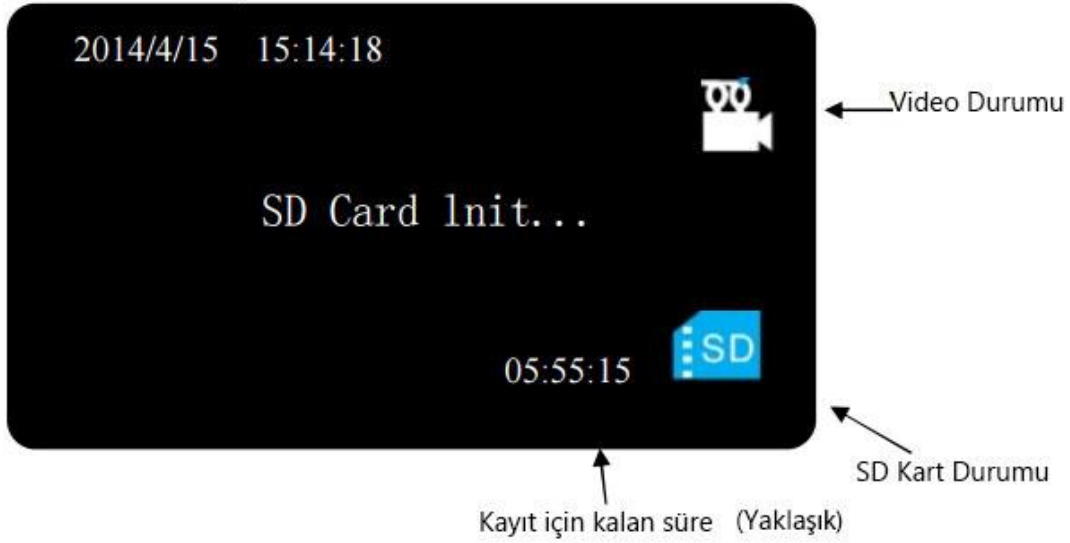 2014/4/15 15:14:18
Video Durumu
SD Card lnit...
SD
05:55:15
SD Kart Durumu
Kayıt için kalan süre (Yaklaşık)